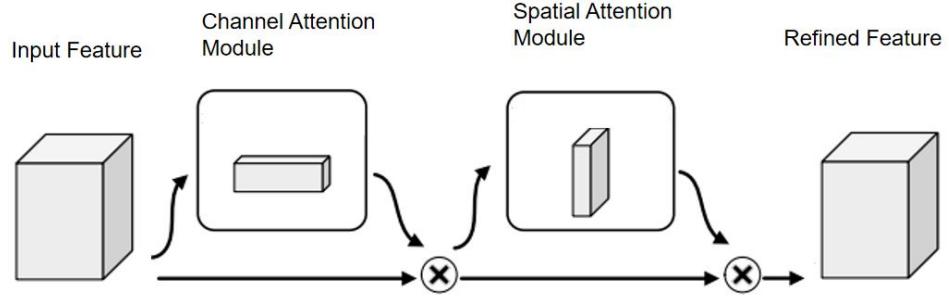 Input Feature
Channel Attention
Module
Spatial Attention
Module
Refined Feature